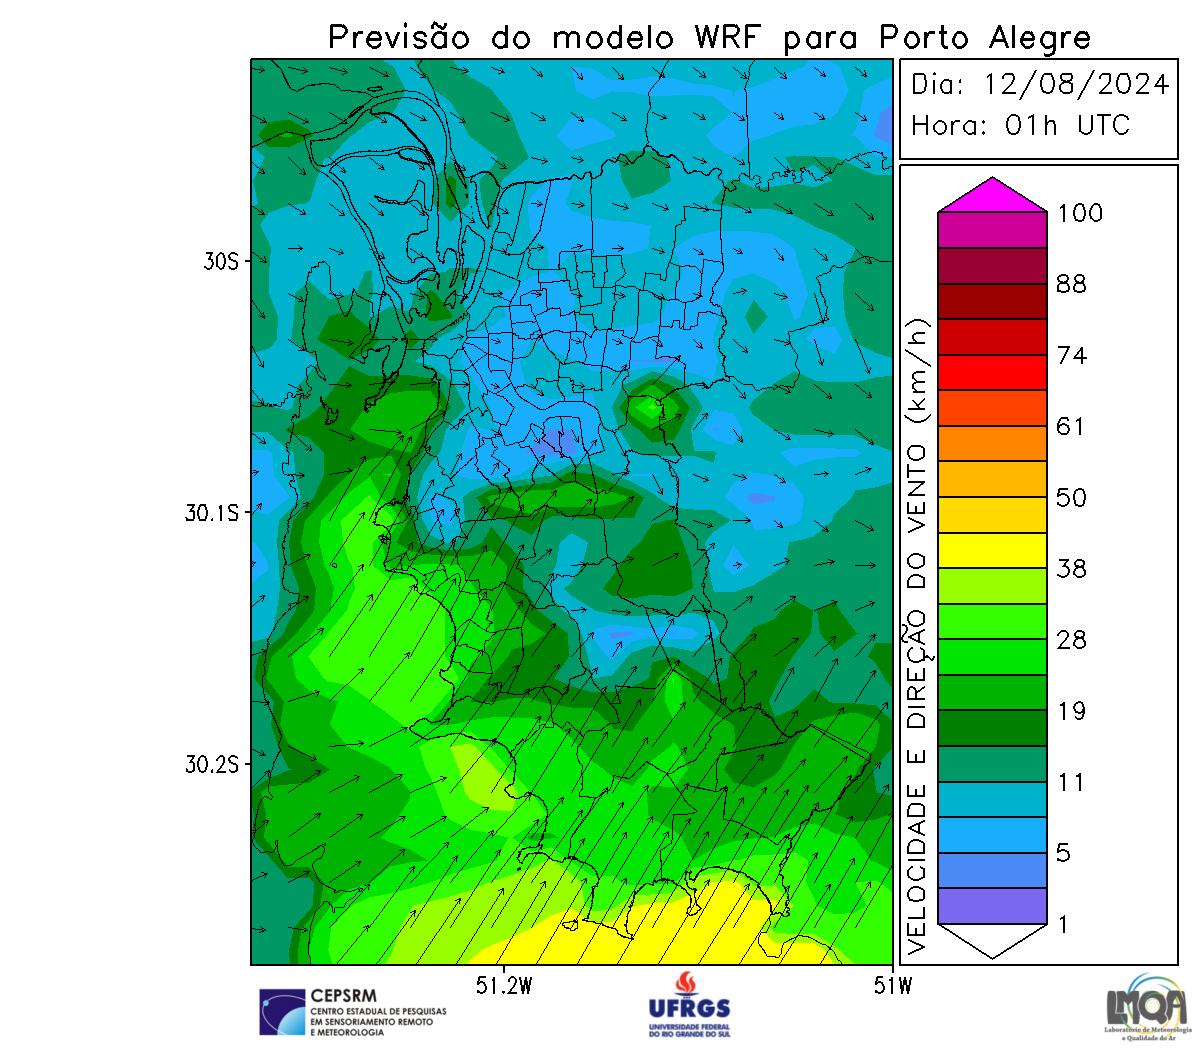 Previsão do modelo WRF para Porto Alegre
Dia: 12/08/2024
Hora: 01h UTC
30S
30.1S
30.2S
51.2W
51W
VELOCIDADE E DIREÇÃO DO VENTO (km/h)
100
88
74
61
50
38
28
19
11
5
1
CEPSRM
CENTRO ESTADUAL DE PESQUISAS
EM SENSORIAMENTO REMOTO
E METEOROLOGIA
UFRGS
UNIVERSIDADE FEDERAL
DO RIO GRANDE DO SUL
LMQA
Laboratório de Meteorologia
e Qualidade do Ar